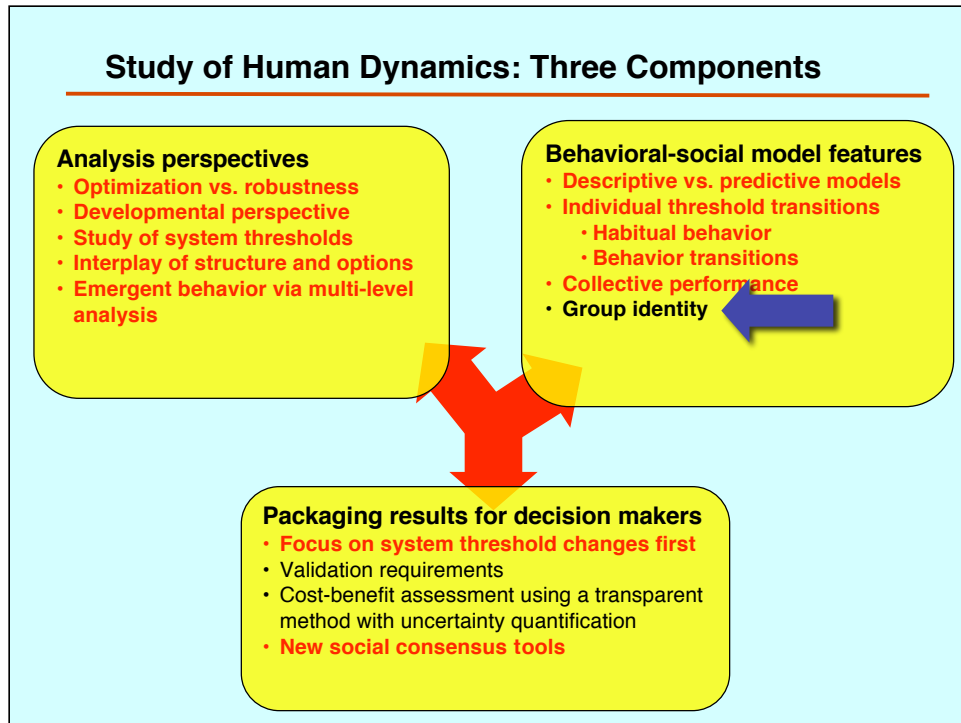 Study of Human Dynamics: Three Components
Analysis perspectives
• Optimization vs. robustness
• Developmental perspective
• Study of system thresholds
• Interplay of structure and options
• Emergent behavior via multi-level
analysis
Behavioral-social model features
• Descriptive vs. predictive models
• Individual threshold transitions
• Habitual behavior
• Behavior transitions
• Collective performance
• Group identity
Packaging results for decision makers
• Focus on system threshold changes first
• Validation requirements
• Cost-benefit assessment using a transparent
method with uncertainty quantification
• New social consensus tools